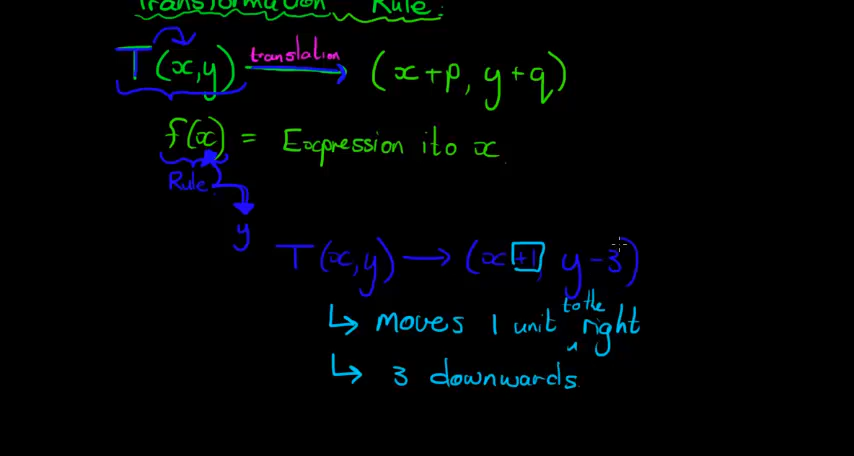 Transformation Rule:
T(x,y) translation → (x+p, y+q)
f(x) = Expression ito x.
Rule:
y
T(x,y) → (x+1, y-3)
↳ moves 1 unit to the right
↳ 3 downwards.